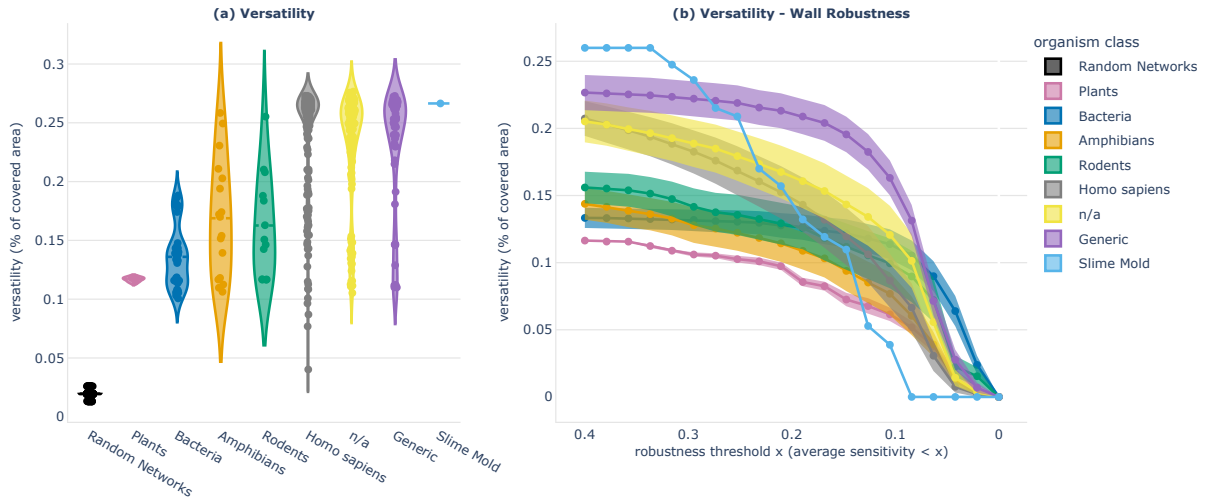 (a) Versatility
versatility (% of covered area)
0.3
0.25
0.2
0.15
0.1
0.05
0
Random Networks
Plants
Bacteria
Amphibians
Rodents
Homo sapiens
n/a
Generic
Slime Mold
(b) Versatility - Wall Robustness
versatility (% of covered area)
0.25
0.2
0.15
0.1
0.05
0
0.4
0.3
0.2
0.1
0
robustness threshold x (average sensitivity < x)
organism class
Random Networks
Plants
Bacteria
Amphibians
Rodents
Homo sapiens
n/a
Generic
Slime Mold